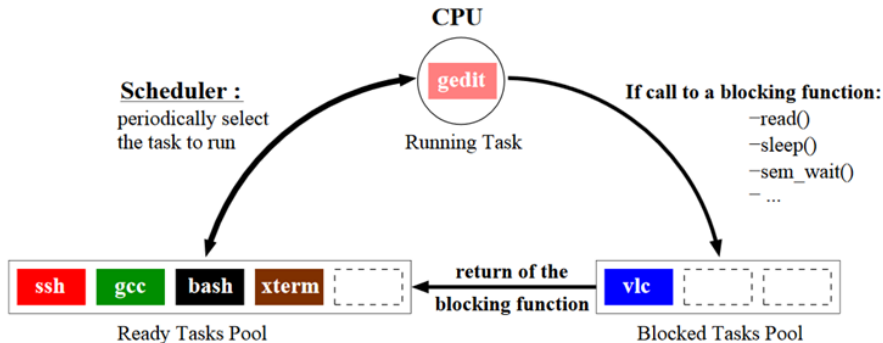 CPU
gedit
Running Task
Scheduler :
periodically select
the task to run
If call to a blocking function:
−read()
−sleep()
−sem_wait()
− ...
ssh
gcc
bash
xterm
Ready Tasks Pool
return of the
blocking function
vlc
Blocked Tasks Pool